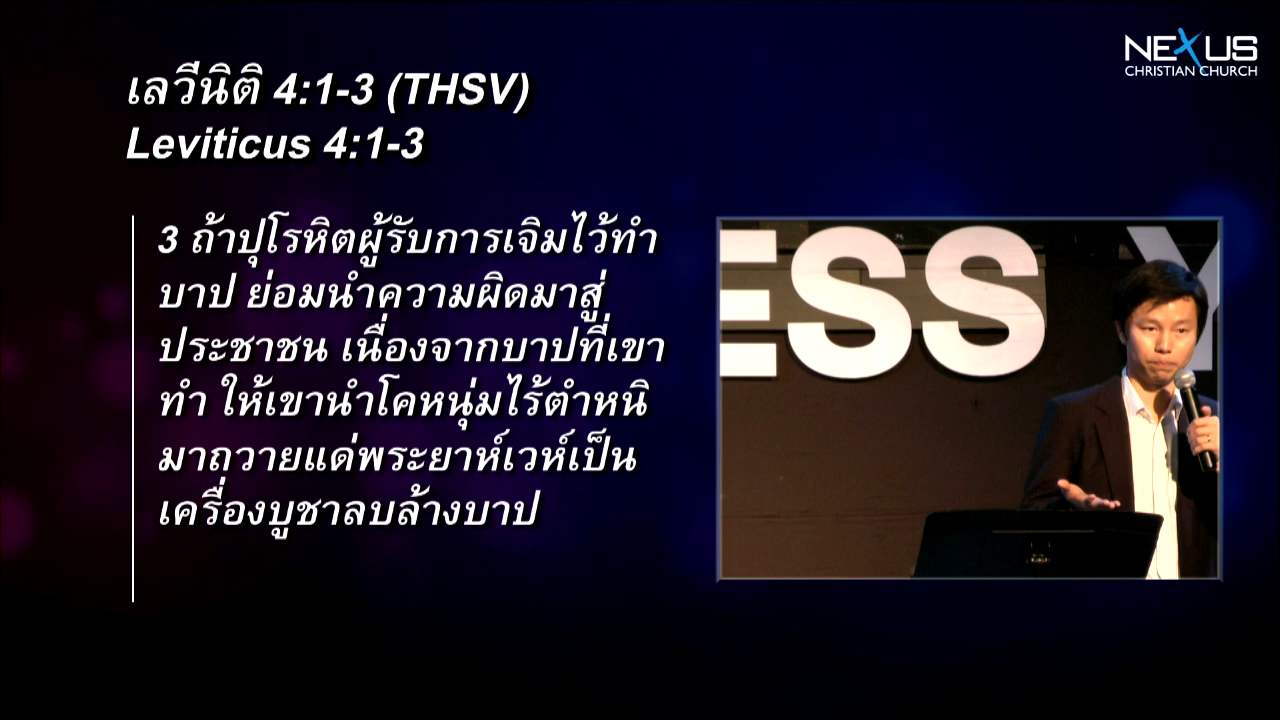 NEXUS
CHRISTIAN CHURCH
เลวีนิติ 4:1-3 (THSV)
Leviticus 4:1-3
3 ถ้าปุโรหิตผู้รับการเจิมไว้ทำ
บาป ย่อมนำความผิดมาสู่
ประชาชน เนื่องจากบาปที่เขา
ทำ ให้เขานำโคหนุ่มไร้ตำหนิ
มาถวายแด่พระยาห์เวห์เป็น
เครื่องบูชาลบล้างบาป
ESS Y